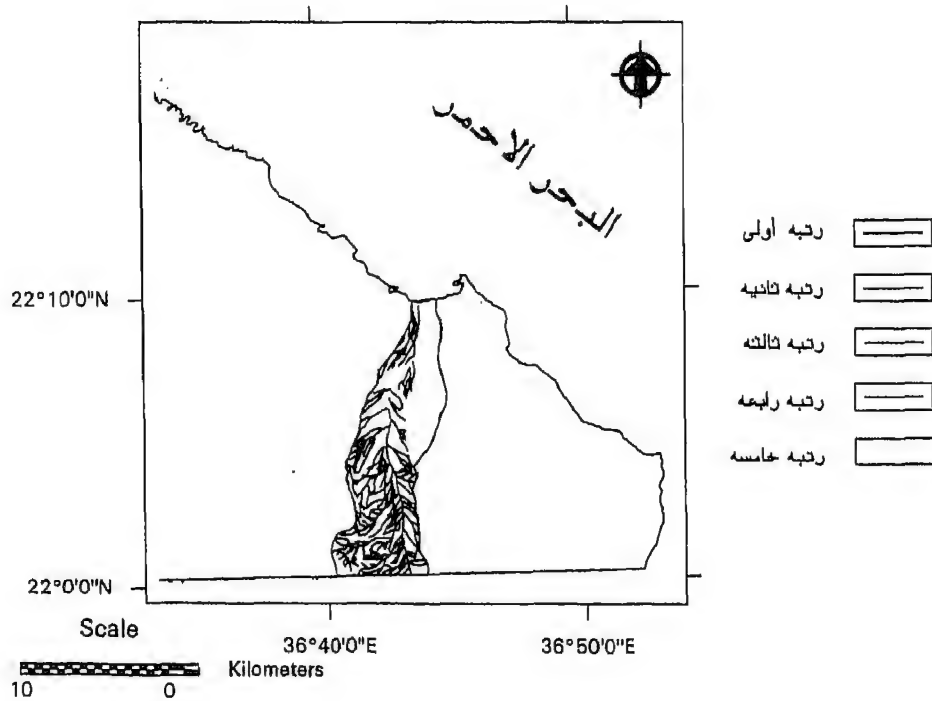 البحر الاحمر
رتبه أولى
رتبه ثانيه
رتبه ثالثه
رتبه رابعه
رتبه خامسه
22°10'0"N
22°0'0"N
36°40'0"E
36°50'0"E
Scale
Kilometers
10 0